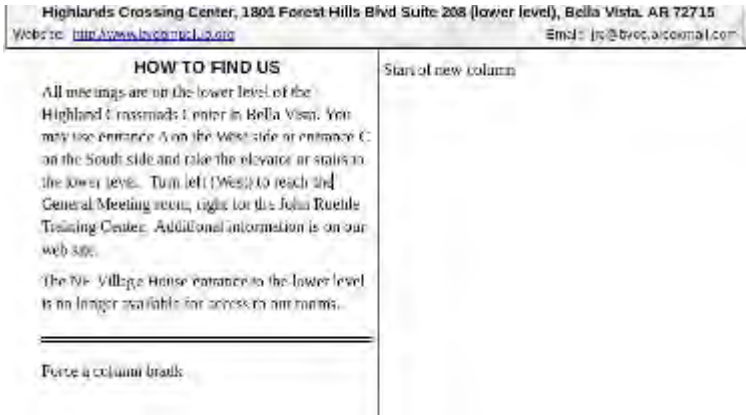 Highlands Crossing Center, 1801 Forest Hills Blvd Suite 208 (lower level), Bella Vista, AR 72715
Website: http://www.bvcompclub.org
Email:
HOW TO FIND US
All meetings are on the lower level of the
Highland Crossroads Center in Bella Vista. You
may use entrance A on the West side or entrance C
on the South side and take the elevator or stairs to
the lower level. Turn left (West) to reach the
General Meeting room, right for the John Ruehle
Training Center. Additional information is on our
web site.
The NE Village House entrance to the lower level
is no longer available for access to our rooms.
Force a column break
Start of new column